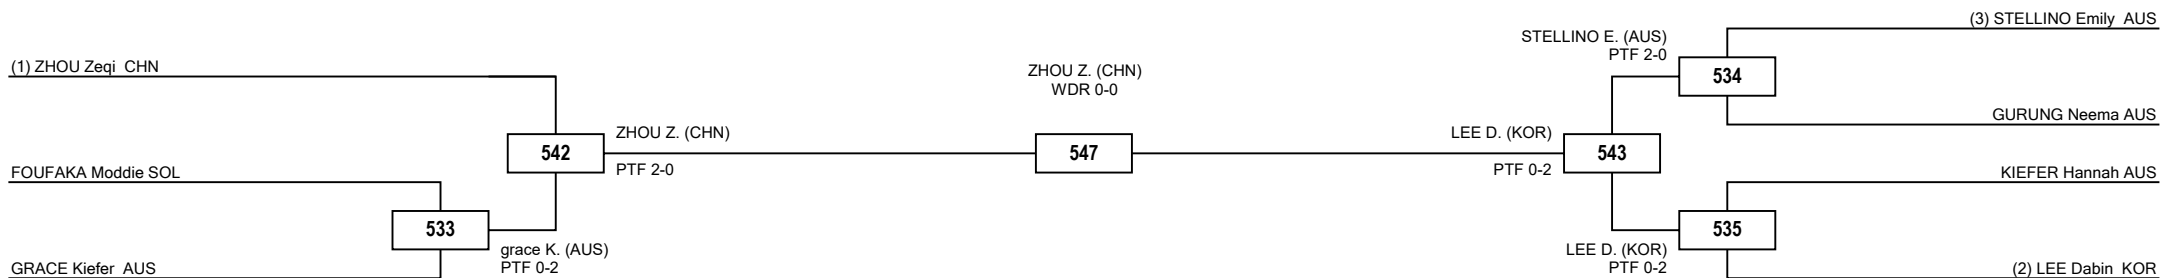 (1) ZHOU Zeqi CHN
FOUFAKA Moddie SOL
GRACE Kiefer AUS
533
grace K. (AUS)
PTF 0-2
542
ZHOU Z. (CHN)
PTF 2-0
ZHOU Z. (CHN)
WDR 0-0
547
LEE D. (KOR)
PTF 0-2
543
STELLINO E. (AUS)
PTF 2-0
534
LEE D. (KOR)
PTF 0-2
535
(3) STELLINO Emily AUS
GURUNG Neema AUS
KIEFER Hannah AUS
(2) LEE Dabin KOR